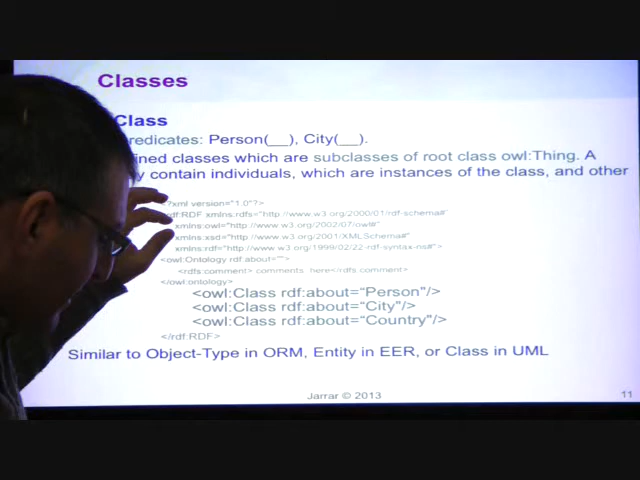 Classes
Class
redicates: Person(__), City(__).
ined classes which are subclasses of root class owl:Thing. A
y contain individuals, which are instances of the class, and other
?xml version="1.0"?>
df:RDF xmlns:rdfs="http://www w3 org/2000/01/rdf-schema#"
xmlns:owl="http://www w3 org/2002/07/owl#"
xmlns:xsd="http://www w3 org/2001/XMLSchema#"
xmlns:rdf="http://www w3 org/1999/02/22-rdf-syntax-ns#">
<owl:Ontology rdf:about="">
<rdfs:comment> comments here</rdfs.comment>
</owl:ontology>
<owl:Class rdf:about="Person"/>
<owl:Class rdf:about="City"/>
<owl:Class rdf:about="Country"/>
</rdf:RDF>
Similar to Object-Type in ORM, Entity in EER, or Class in UML
Jarrar © 2013
11